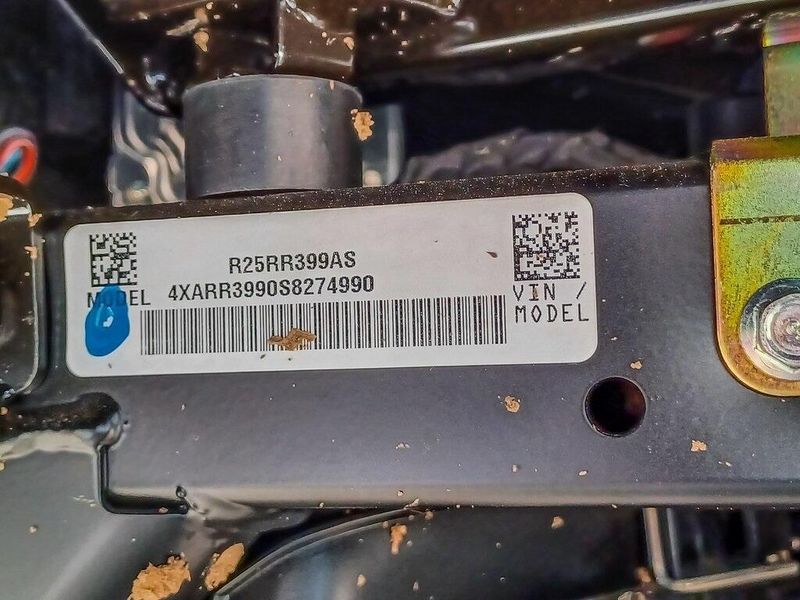 R25RR399AS
MODEL 4XARR3990S8274990
VIN /
MODEL